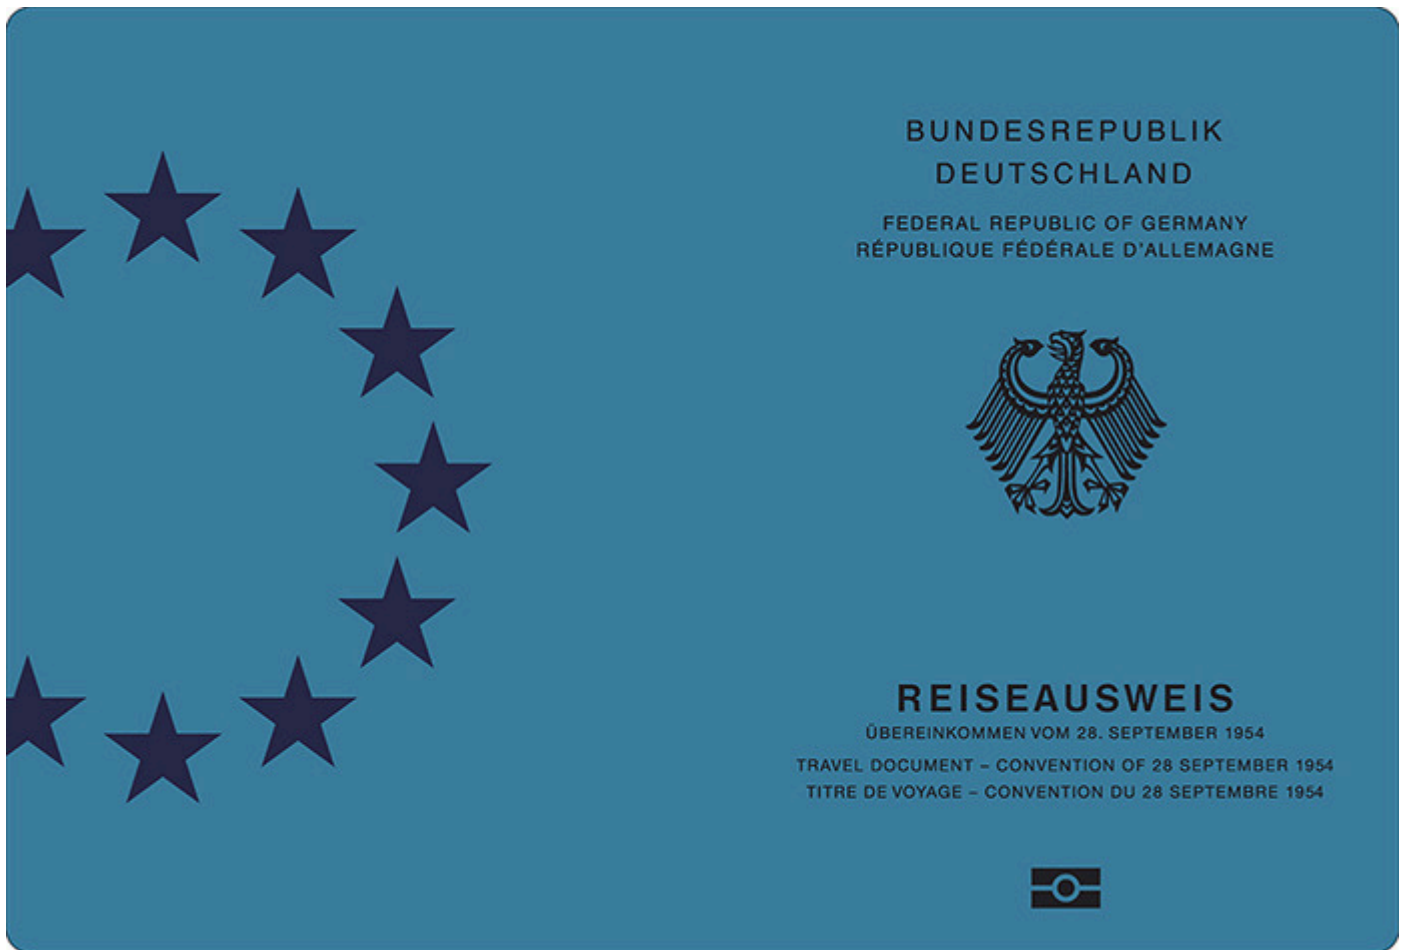 BUNDESREPUBLIK
DEUTSCHLAND
FEDERAL REPUBLIC OF GERMANY
RÉPUBLIQUE FÉDÉRALE D'ALLEMAGNE
REISEAUSWEIS
ÜBEREINKOMMEN VOM 28. SEPTEMBER 1954
TRAVEL DOCUMENT – CONVENTION OF 28 SEPTEMBER 1954
TITRE DE VOYAGE – CONVENTION DU 28 SEPTEMBRE 1954